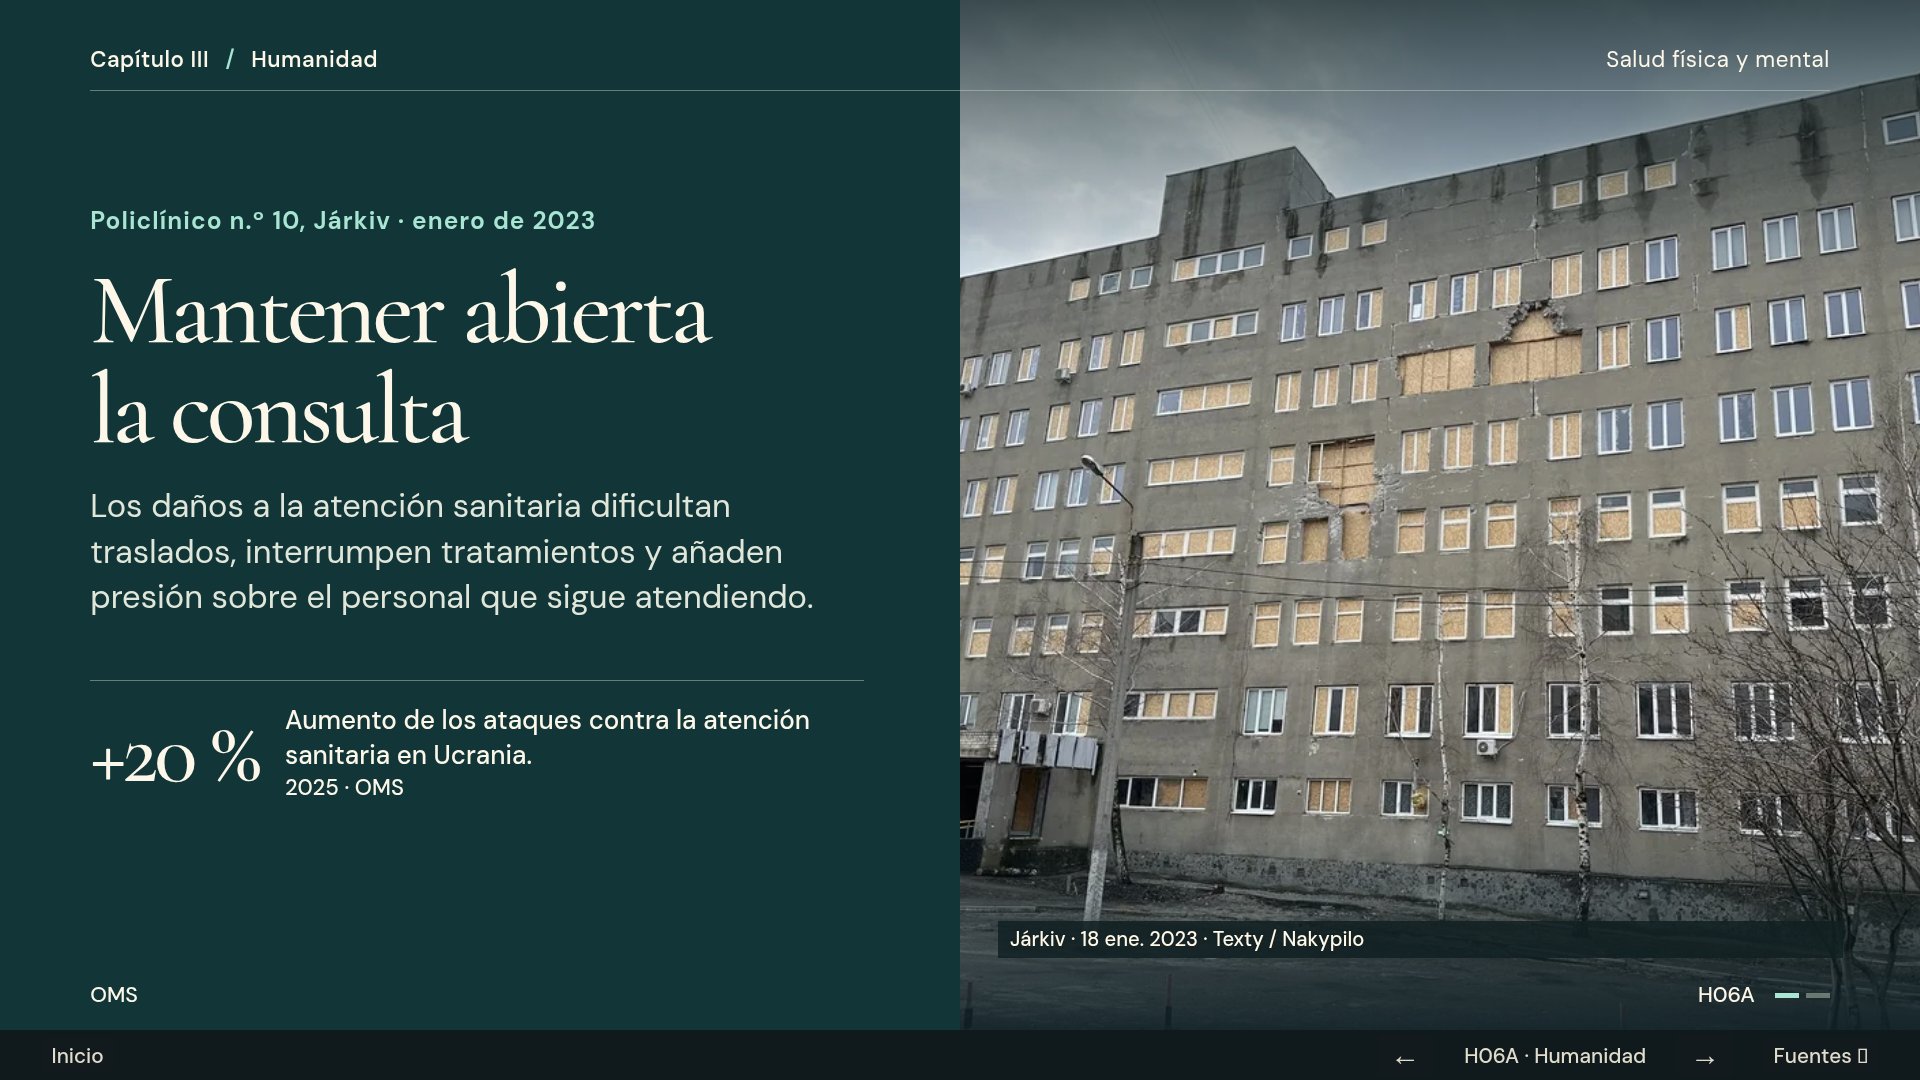 Capítulo III / Humanidad
Salud física y mental
Policlínico n.º 10, Járkiv · enero de 2023
Mantener abierta
la consulta
Los daños a la atención sanitaria dificultan
traslados, interrumpen tratamientos y añaden
presión sobre el personal que sigue atendiendo.
+20 %
Aumento de los ataques contra la atención
sanitaria en Ucrania.
2025 · OMS
Járkiv · 18 ene. 2023 · Texty / Nakypilo
OMS
H06A
Inicio
← H06A · Humanidad →
Fuentes